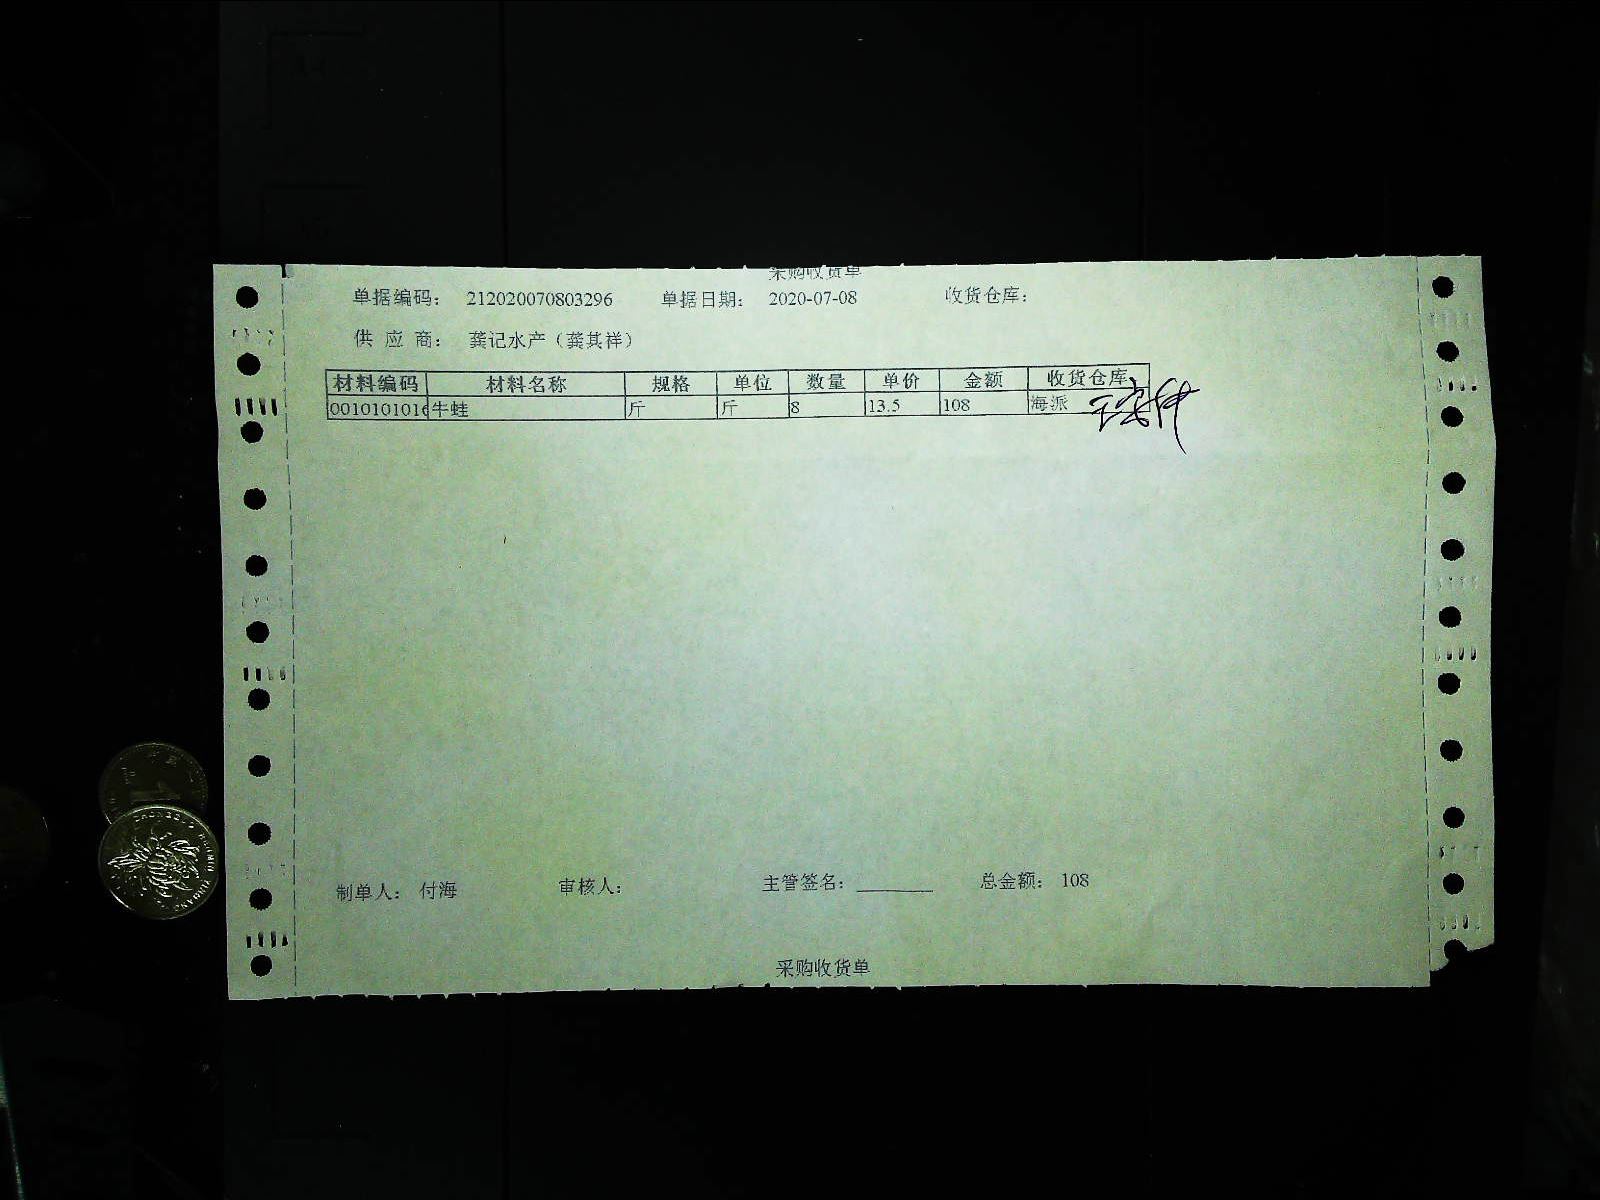 采购收货单
单据编码: 212020070803296 单据日期: 2020-07-08 收货仓库:
供 应 商: 龚记水产（龚其祥）
材料编码 材料名称 规格 单位 数量 单价 金额 收货仓库
0010101016 牛蛙 斤 斤 8 13.5 108 海派
制单人: 付海 审核人: 主管签名: ________ 总金额: 108
采购收货单